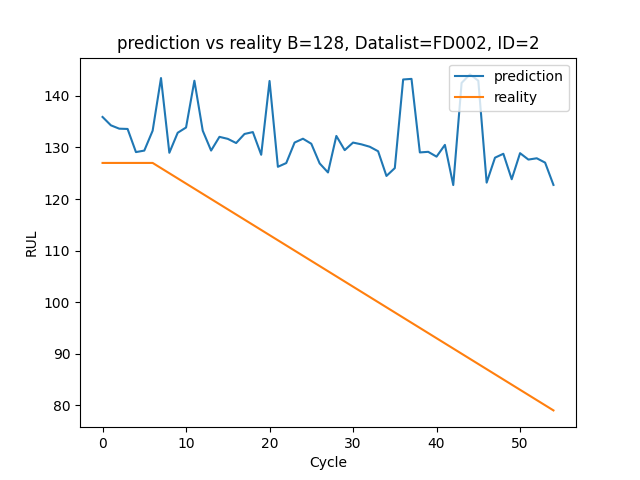 prediction vs reality B=128, Datalist=FD002, ID=2
prediction
reality
RUL
140
130
120
110
100
90
80
0 10 20 30 40 50
Cycle